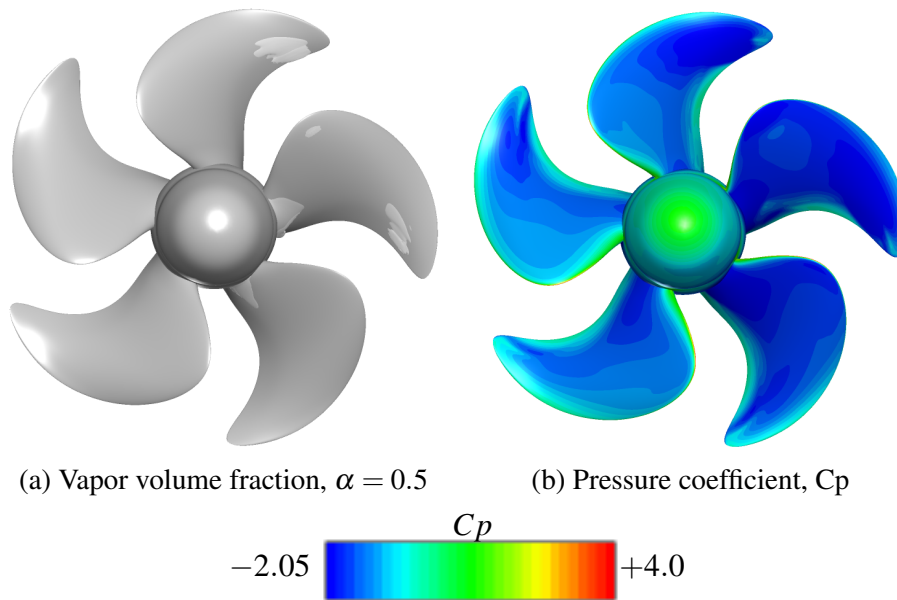 (a) Vapor volume fraction, α = 0.5
(b) Pressure coefficient, Cp
Cp
−2.05 +4.0